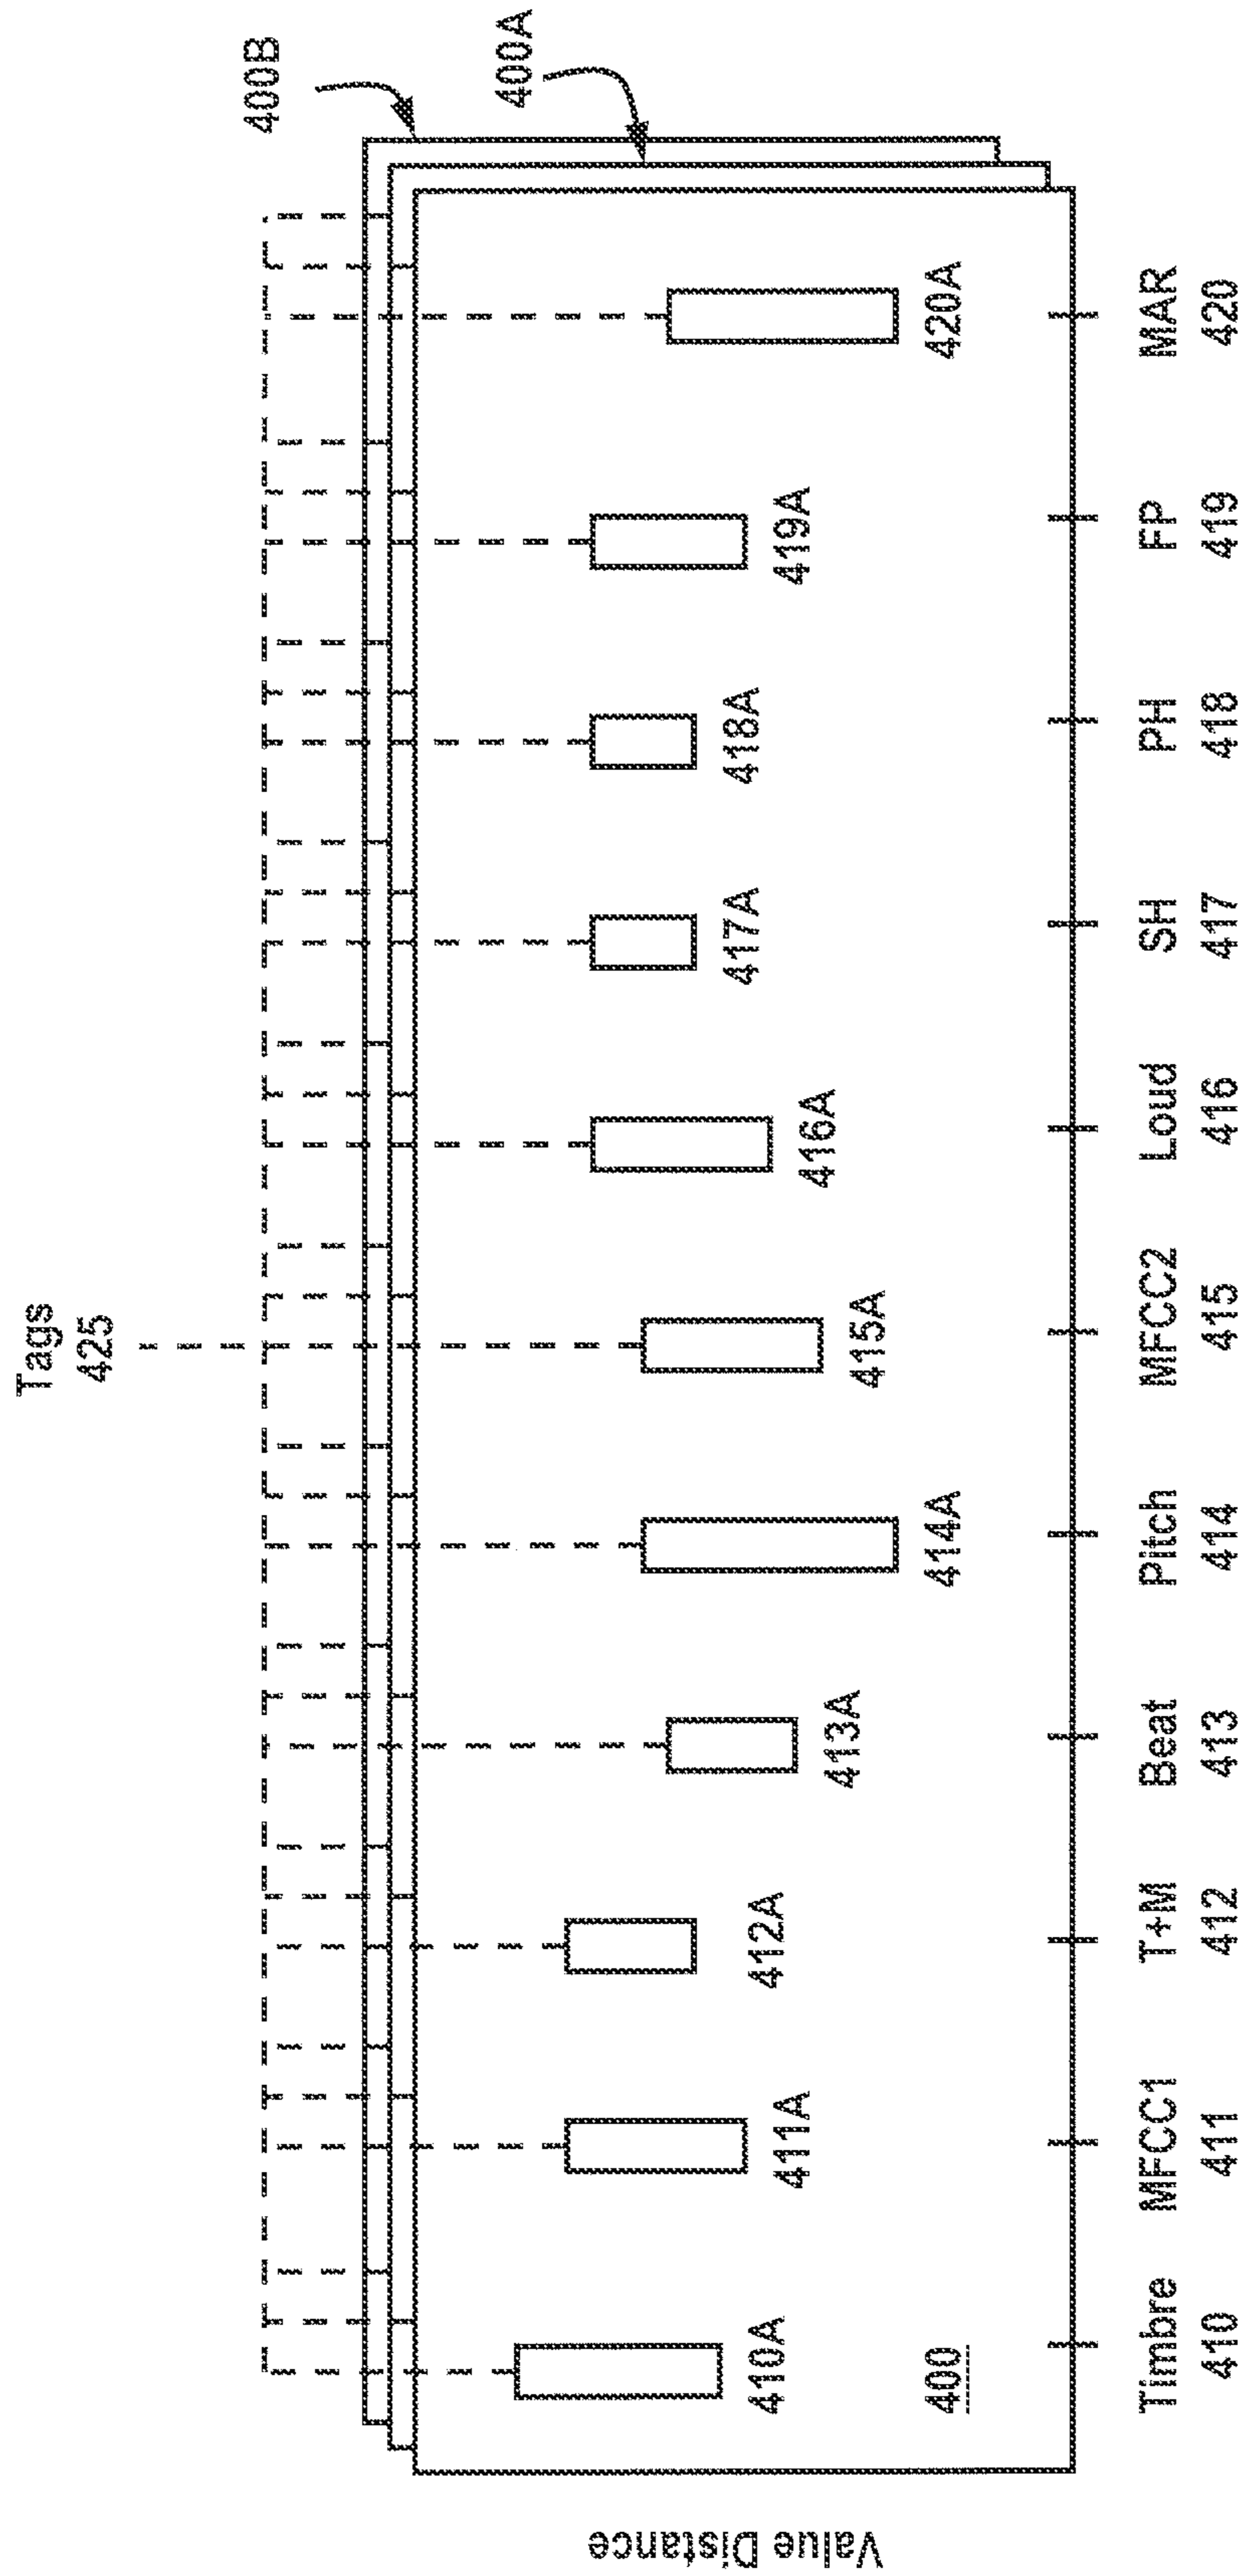 Tags
425
400B
400A
Value Distance
410A
411A
412A
413A
414A
415A
416A
417A
418A
419A
420A
400
Timbre
410
MFCC1
411
T+M
412
Beat
413
Pitch
414
MFCC2
415
Loud
416
SH
417
PH
418
FP
419
MAR
420